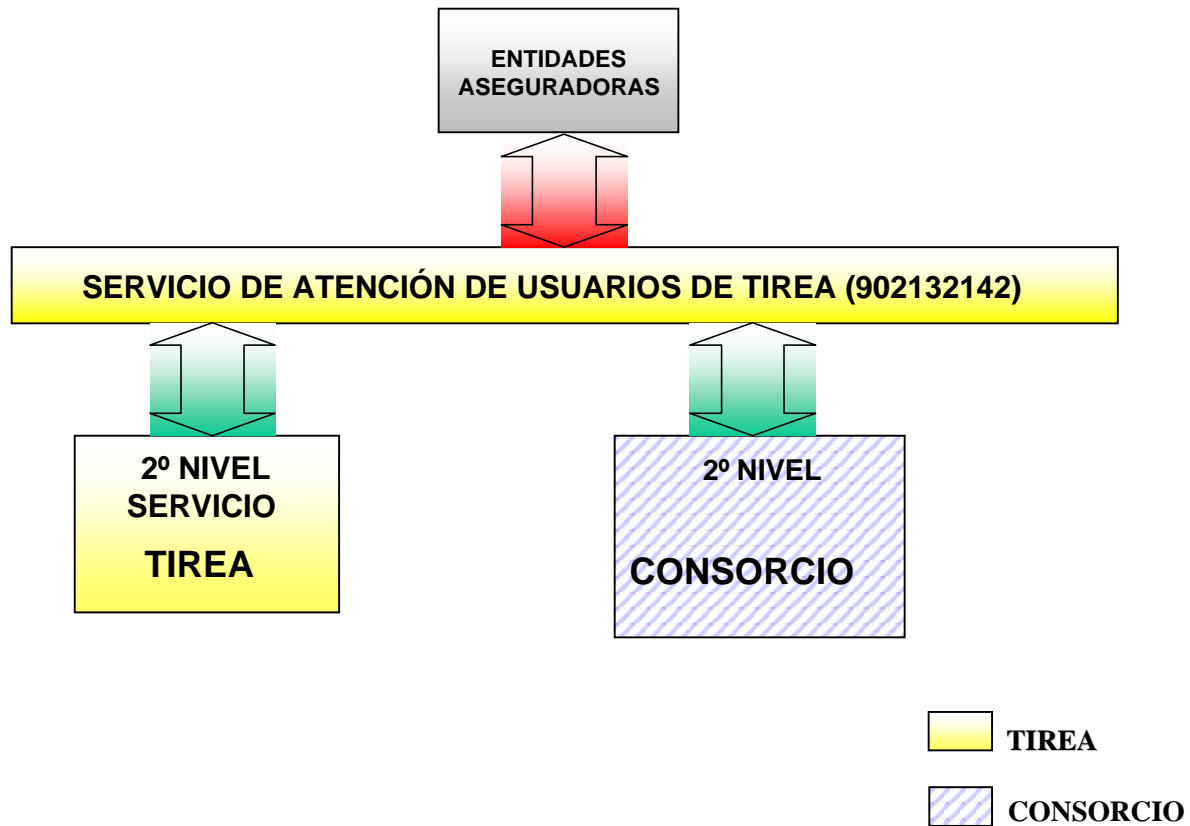 ENTIDADES
ASEGURADORAS
SERVICIO DE ATENCIÓN DE USUARIOS DE TIREA (902132142)
2º NIVEL
SERVICIO
TIREA
2º NIVEL
CONSORCIO
TIREA
CONSORCIO